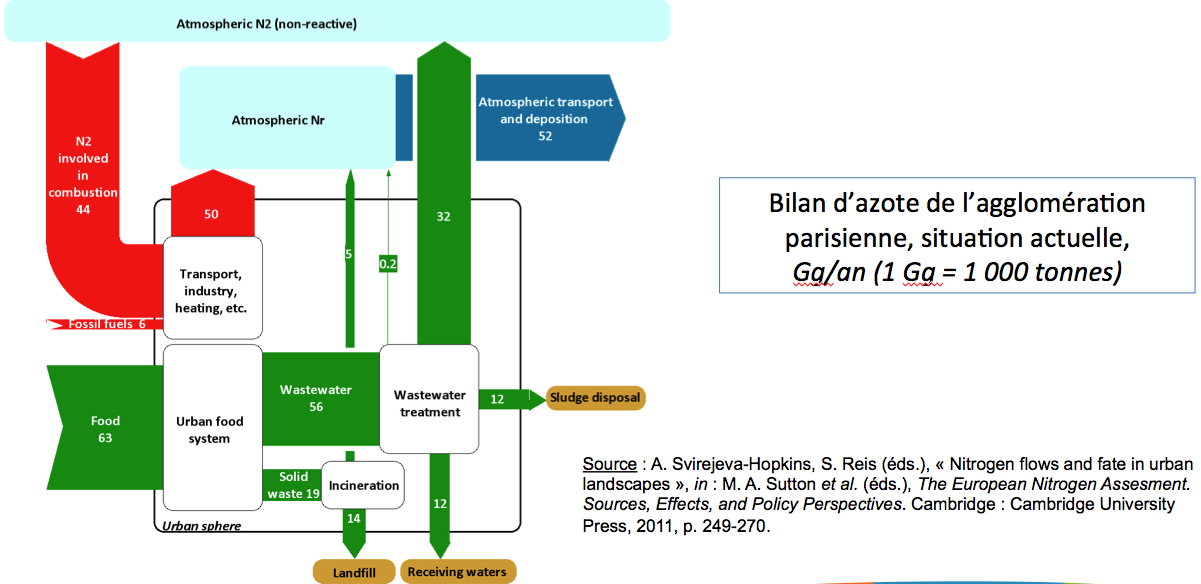 Atmospheric N2 (non-reactive)
Atmospheric transport
and deposition
52
Atmospheric Nr
N2
involved
in
combustion
44
50
32
5
0.2
Transport,
industry,
heating, etc.
Fossil fuels 6
Bilan d’azote de l’agglomération
parisienne, situation actuelle,
Gg/an (1 Gg = 1 000 tonnes)
Food
63
Urban food
system
Wastewater
56
Wastewater
treatment
12
Sludge disposal
Solid
waste 19
Incineration
14
12
Urban sphere
Landfill
Receiving waters
Source : A. Svirejeva-Hopkins, S. Reis (éds.), « Nitrogen flows and fate in urban
landscapes », in : M. A. Sutton et al. (éds.), The European Nitrogen Assesment.
Sources, Effects, and Policy Perspectives. Cambridge : Cambridge University
Press, 2011, p. 249-270.